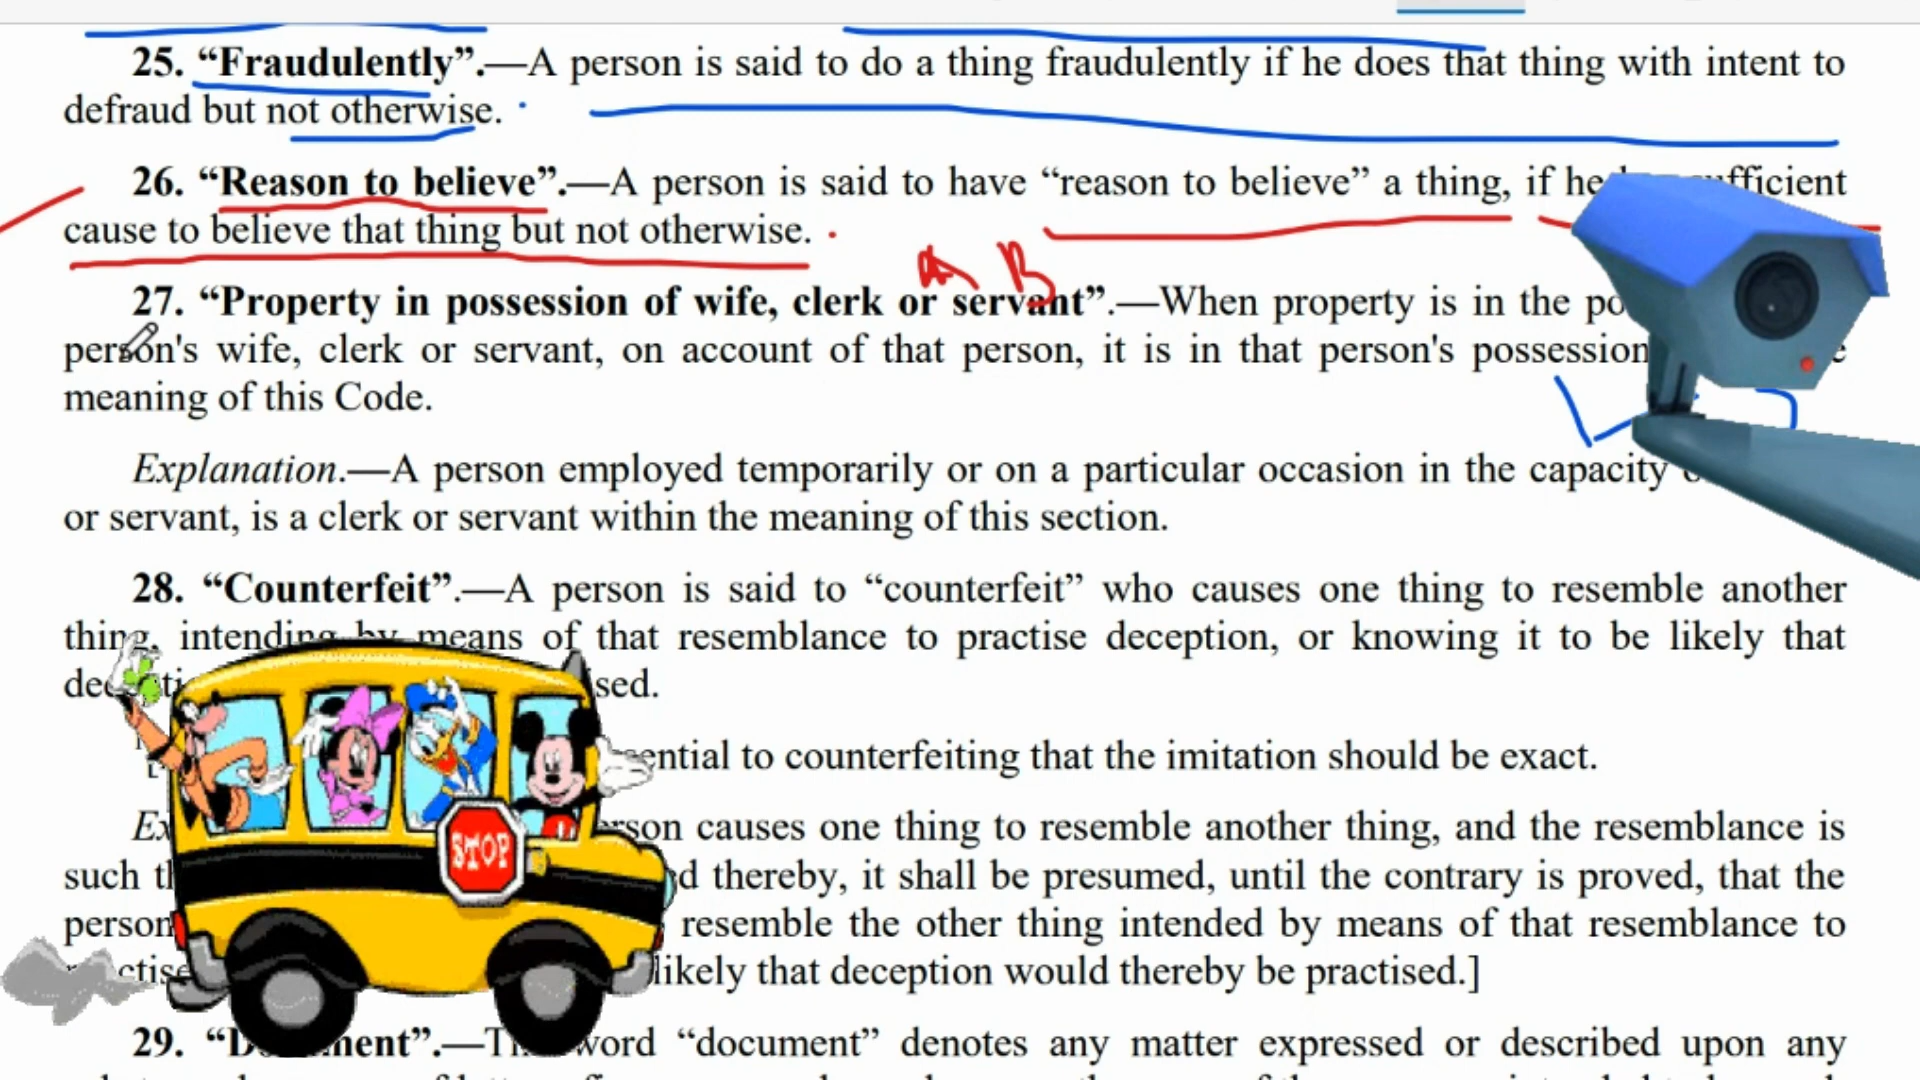 25. “Fraudulently”.—A person is said to do a thing fraudulently if he does that thing with intent to
defraud but not otherwise.
26. “Reason to believe”.—A person is said to have “reason to believe” a thing, if he
cause to believe that thing but not otherwise.
A B
27. “Property in possession of wife, clerk or servant”.—When property is in the
person's wife, clerk or servant, on account of that person, it is in that person's possession
meaning of this Code.
Explanation.—A person employed temporarily or on a particular occasion in the capacity
or servant, is a clerk or servant within the meaning of this section.
28. “Counterfeit”.—A person is said to “counterfeit” who causes one thing to resemble another
thing, intending by means of that resemblance to practise deception, or knowing it to be likely that
to counterfeiting that the imitation should be exact.
causes one thing to resemble another thing, and the resemblance is
such thereby, it shall be presumed, until the contrary is proved, that the
person resemble the other thing intended by means of that resemblance to
likely that deception would thereby be practised.]
STOP
29. “Document”.—The word “document” denotes any matter expressed or described upon any